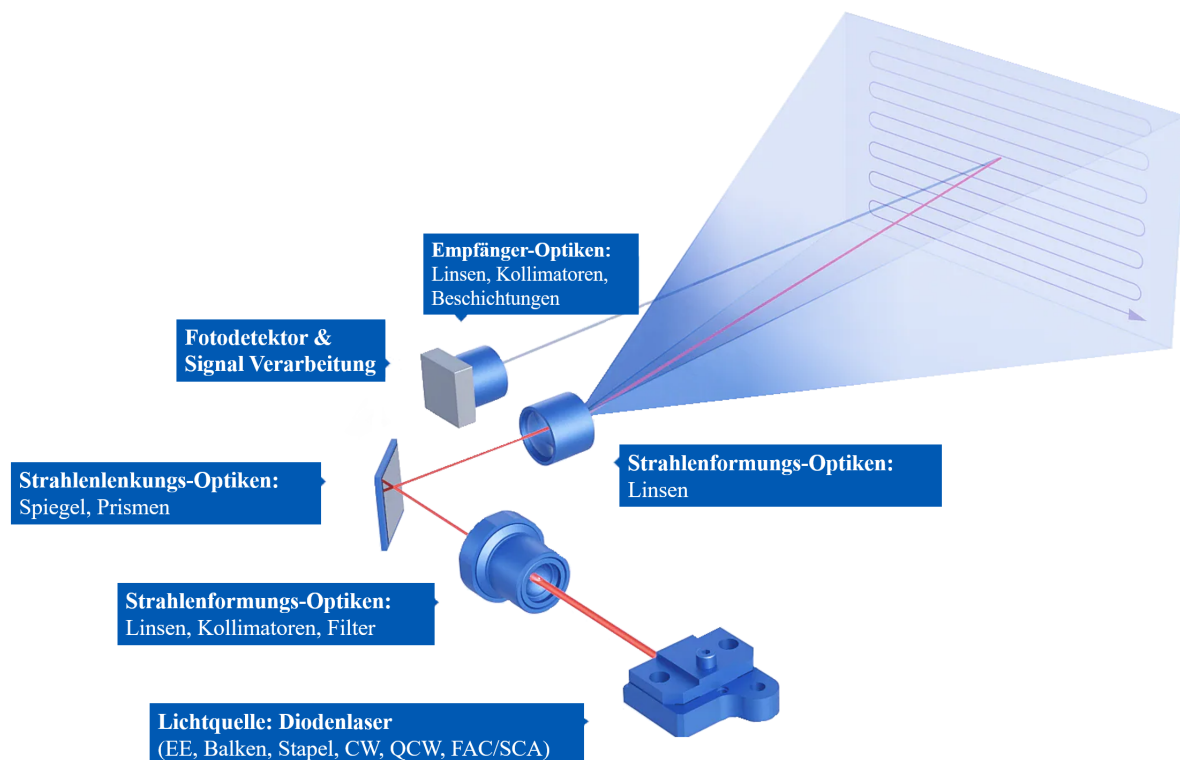 Empfänger-Optiken:
Linsen, Kollimatoren,
Beschichtungen
Fotodetektor &
Signal Verarbeitung
Strahlenlenkungs-Optiken:
Spiegel, Prismen
Strahlenformungs-Optiken:
Linsen
Strahlenformungs-Optiken:
Linsen, Kollimatoren, Filter
Lichtquelle: Diodenlaser
(EE, Balken, Stapel, CW, QCW, FAC/SCA)